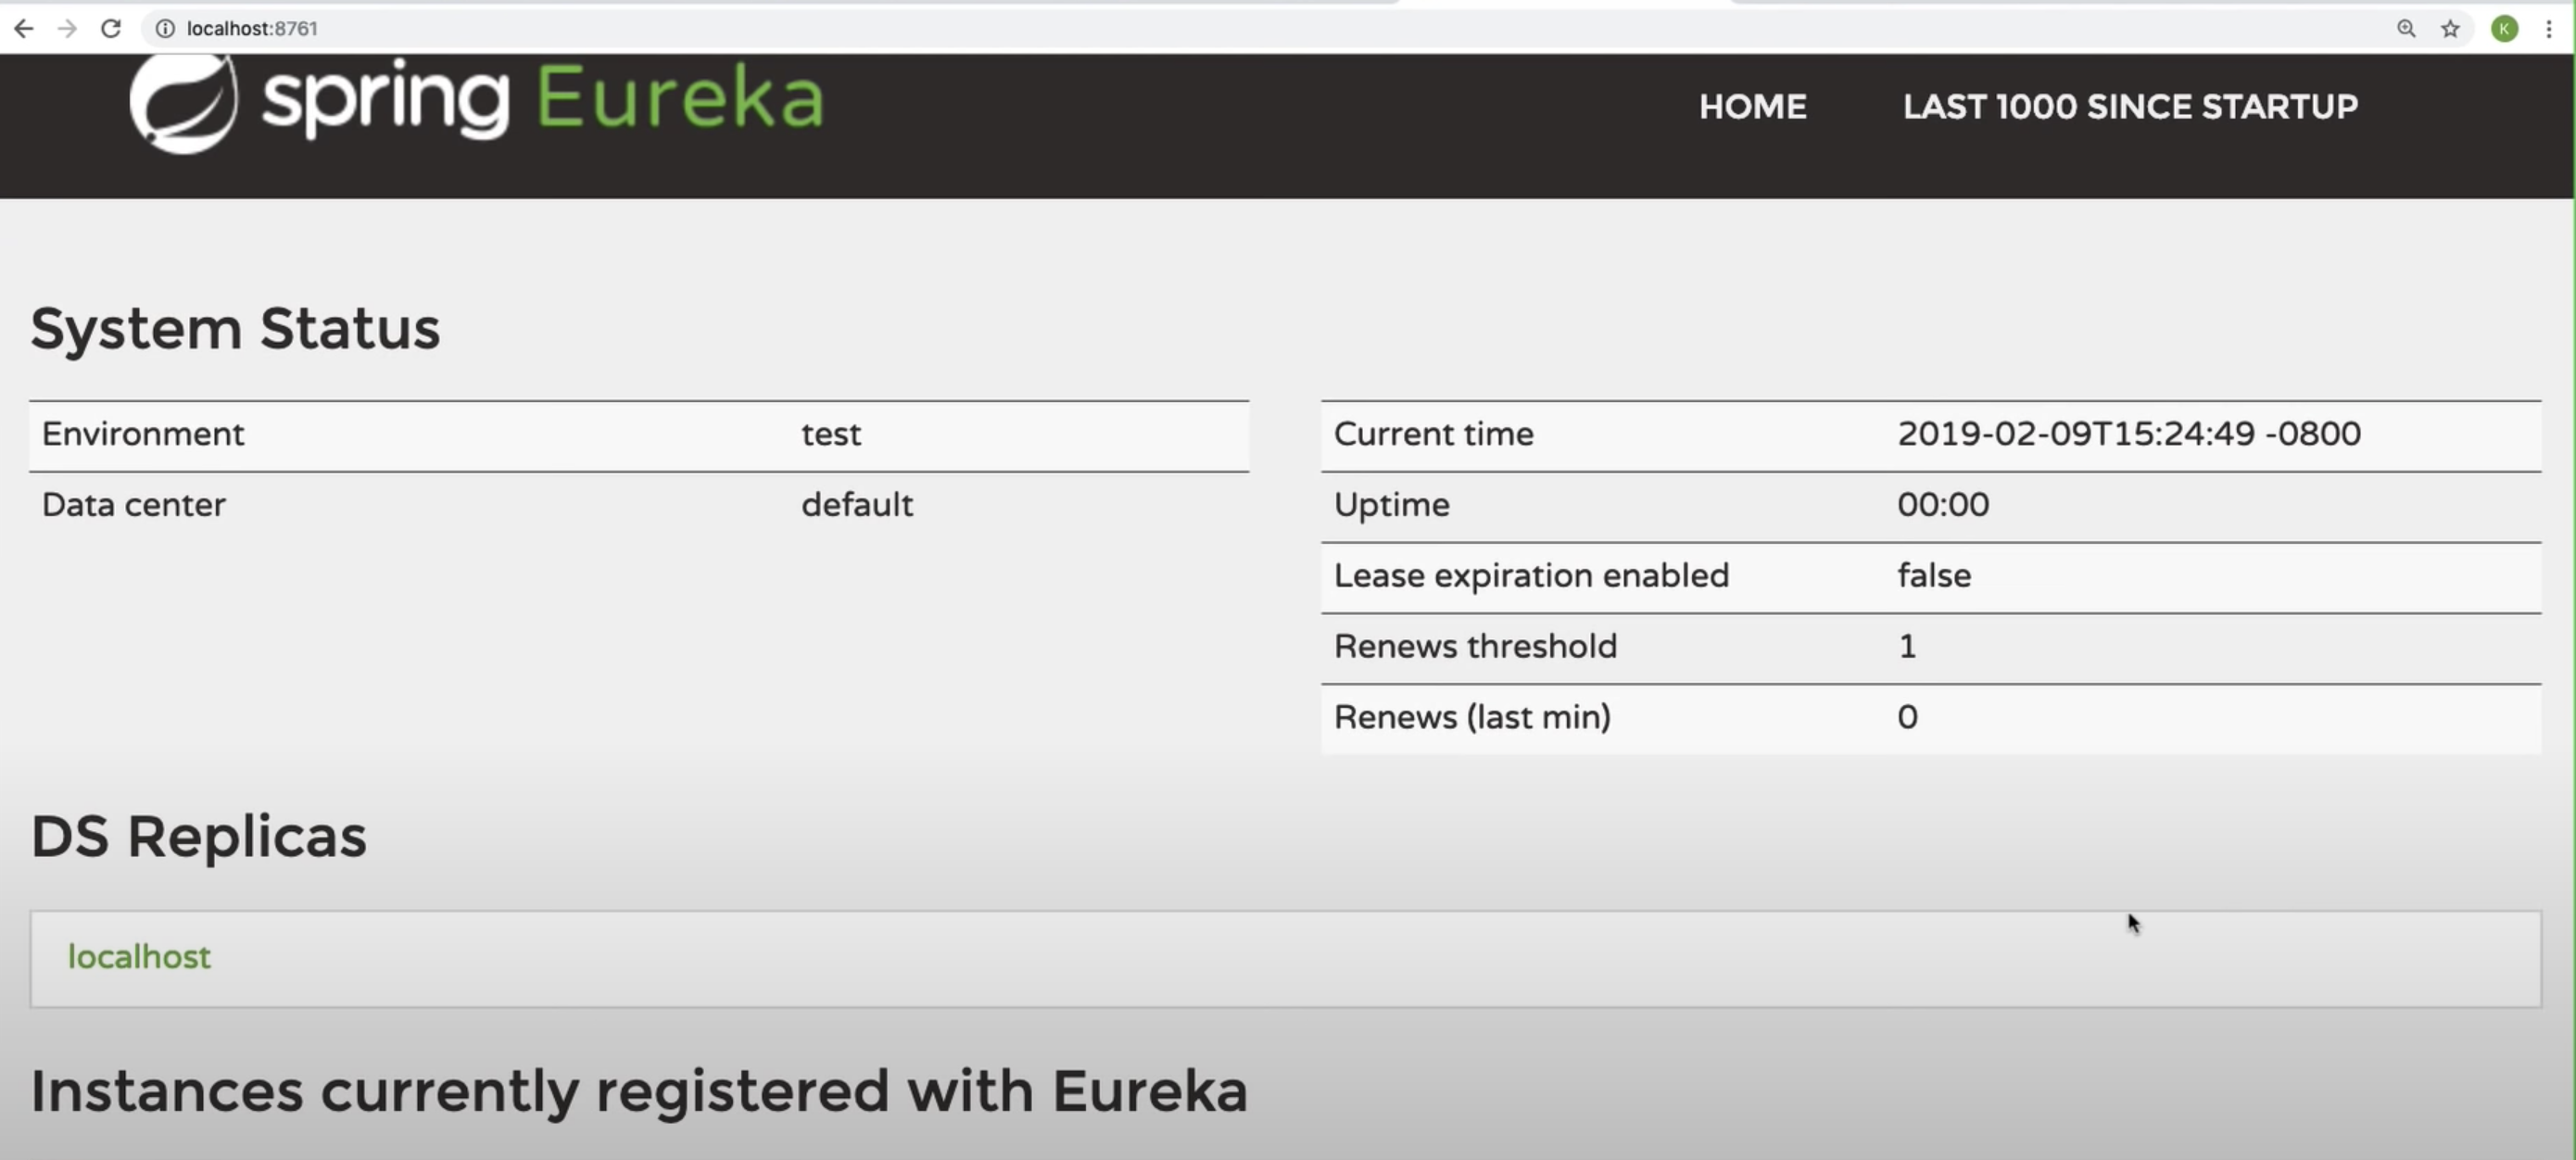 localhost:8761
K
spring Eureka
HOME LAST 1000 SINCE STARTUP
System Status
Environment test
Data center default
Current time 2019-02-09T15:24:49 -0800
Uptime 00:00
Lease expiration enabled false
Renews threshold 1
Renews (last min) 0
DS Replicas
localhost
Instances currently registered with Eureka